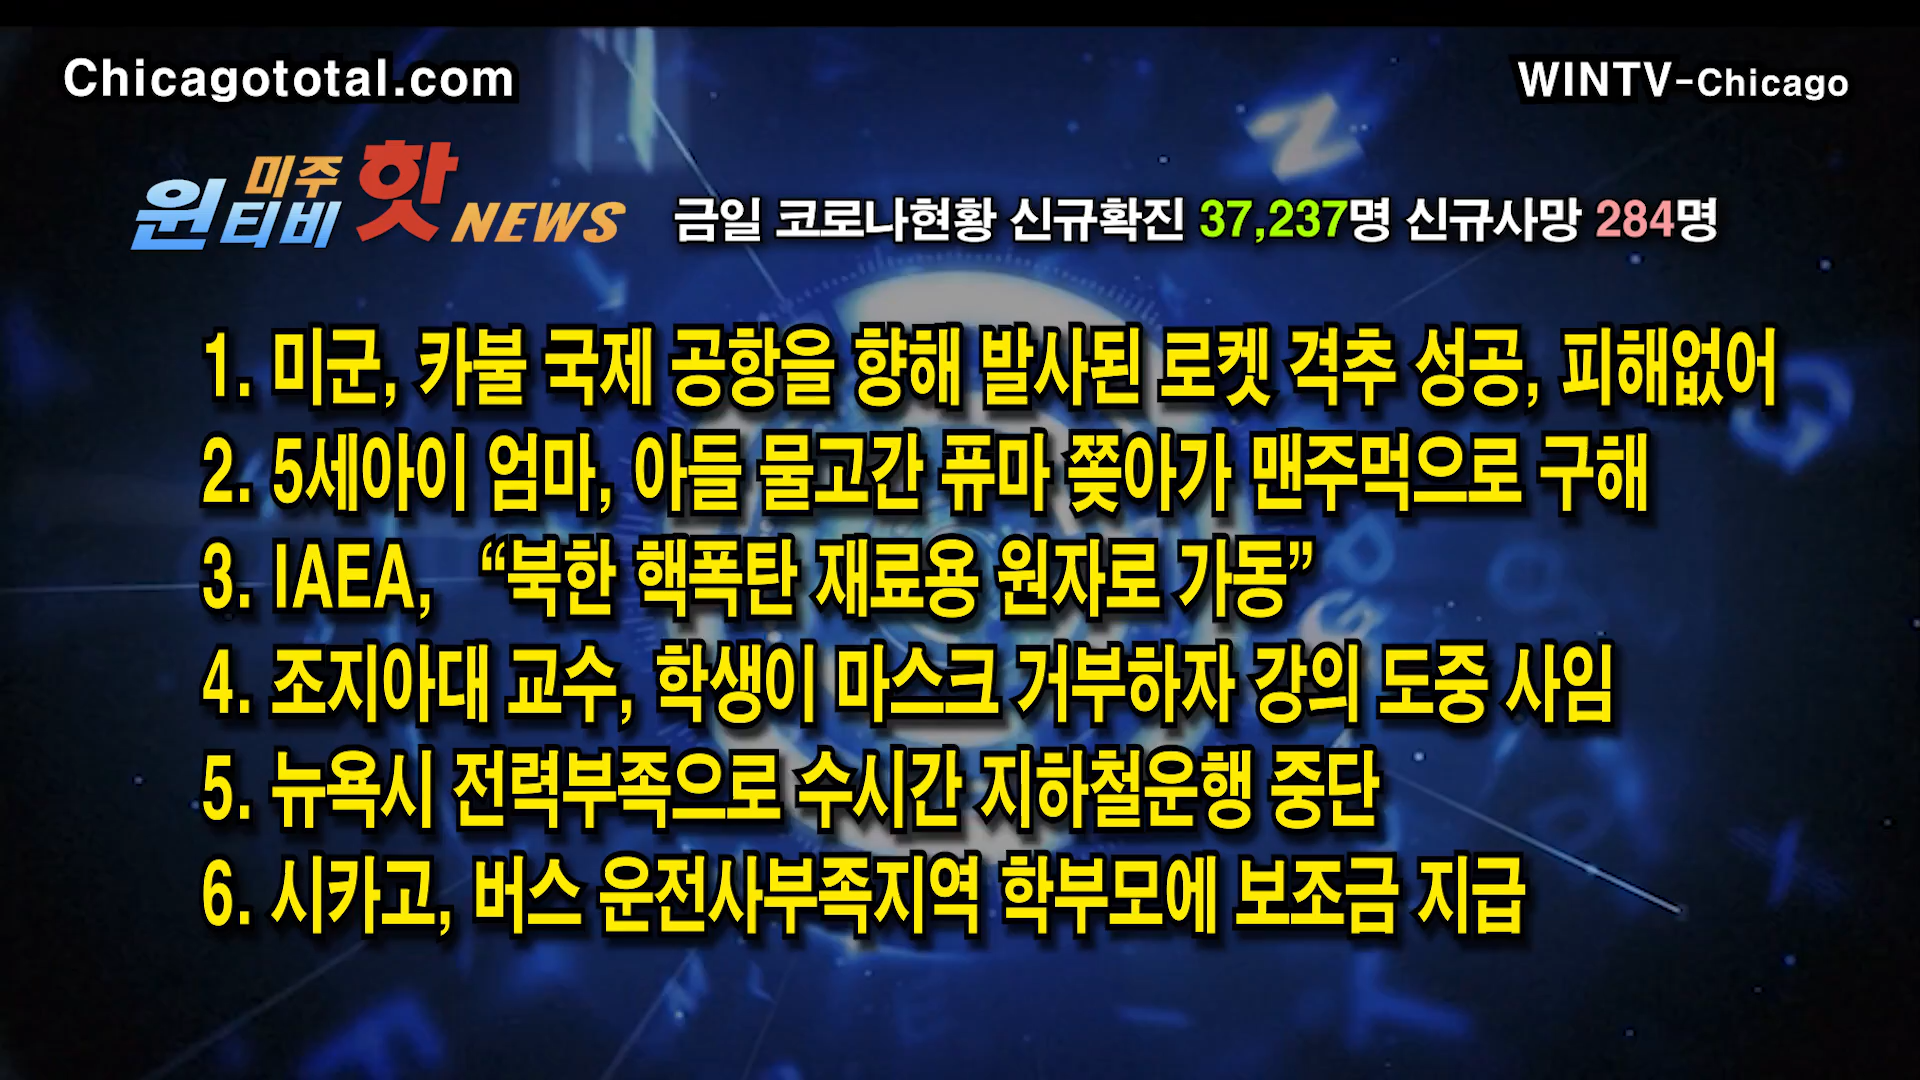 Chicagototal.com
WINTV-Chicago
원 미주 티비 핫 NEWS
금일 코로나현황 신규확진 37,237명 신규사망 284명
1. 미군, 카불 국제 공항을 향해 발사된 로켓 격추 성공, 피해없어
2. 5세아이 엄마, 아들 물고간 퓨마 쫒아가 맨주먹으로 구해
3. IAEA, “북한 핵폭탄 재료용 원자로 가동”
4. 조지아대 교수, 학생이 마스크 거부하자 강의 도중 사임
5. 뉴욕시 전력부족으로 수시간 지하철운행 중단
6. 시카고, 버스 운전사부족지역 학부모에 보조금 지급